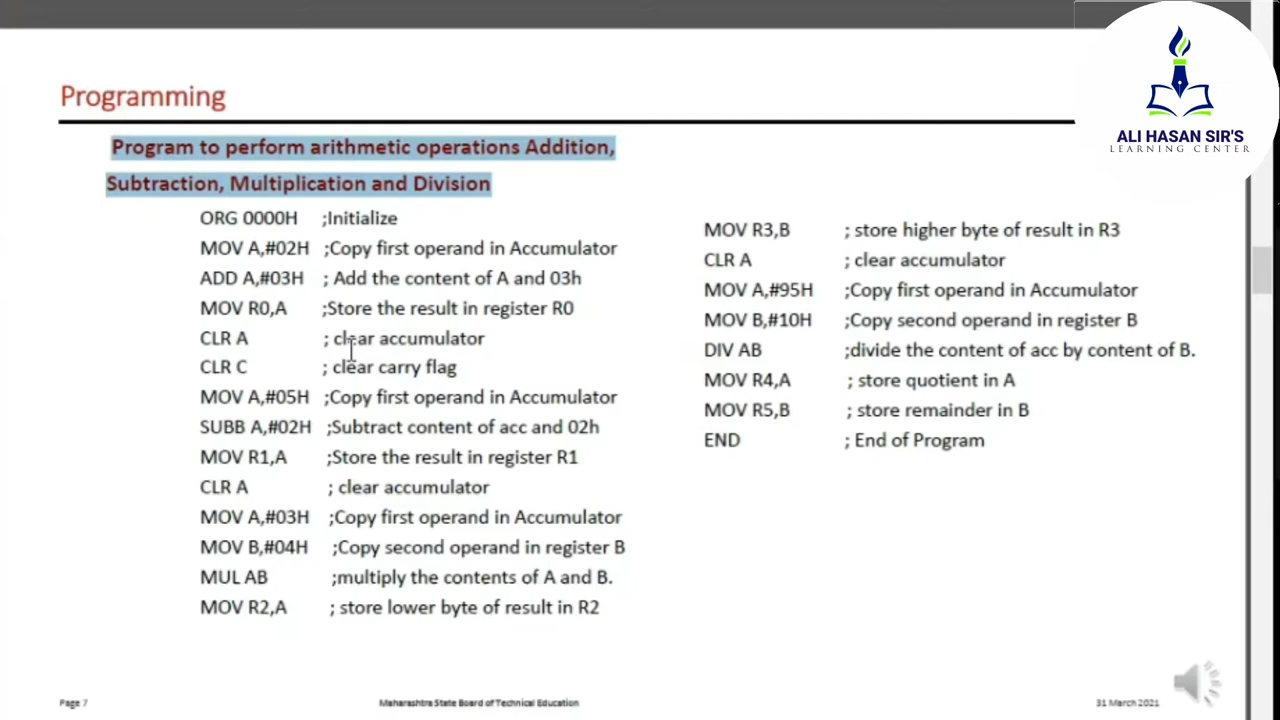 ALI HASAN SIR'S
LEARNING CENTER
Programming
Program to perform arithmetic operations Addition,
Subtraction, Multiplication and Division
ORG 0000H ;Initialize
MOV A,#02H ;Copy first operand in Accumulator
ADD A,#03H ; Add the content of A and 03h
MOV R0,A ;Store the result in register R0
CLR A ; clear accumulator
CLR C ; clear carry flag
MOV A,#05H ;Copy first operand in Accumulator
SUBB A,#02H ;Subtract content of acc and 02h
MOV R1,A ;Store the result in register R1
CLR A ; clear accumulator
MOV A,#03H ;Copy first operand in Accumulator
MOV B,#04H ;Copy second operand in register B
MUL AB ;multiply the contents of A and B.
MOV R2,A ; store lower byte of result in R2
MOV R3,B ; store higher byte of result in R3
CLR A ; clear accumulator
MOV A,#95H ;Copy first operand in Accumulator
MOV B,#10H ;Copy second operand in register B
DIV AB ;divide the content of acc by content of B.
MOV R4,A ; store quotient in A
MOV R5,B ; store remainder in B
END ; End of Program
Page 7 Maharashtra State Board of Technical Education 31 March 2021